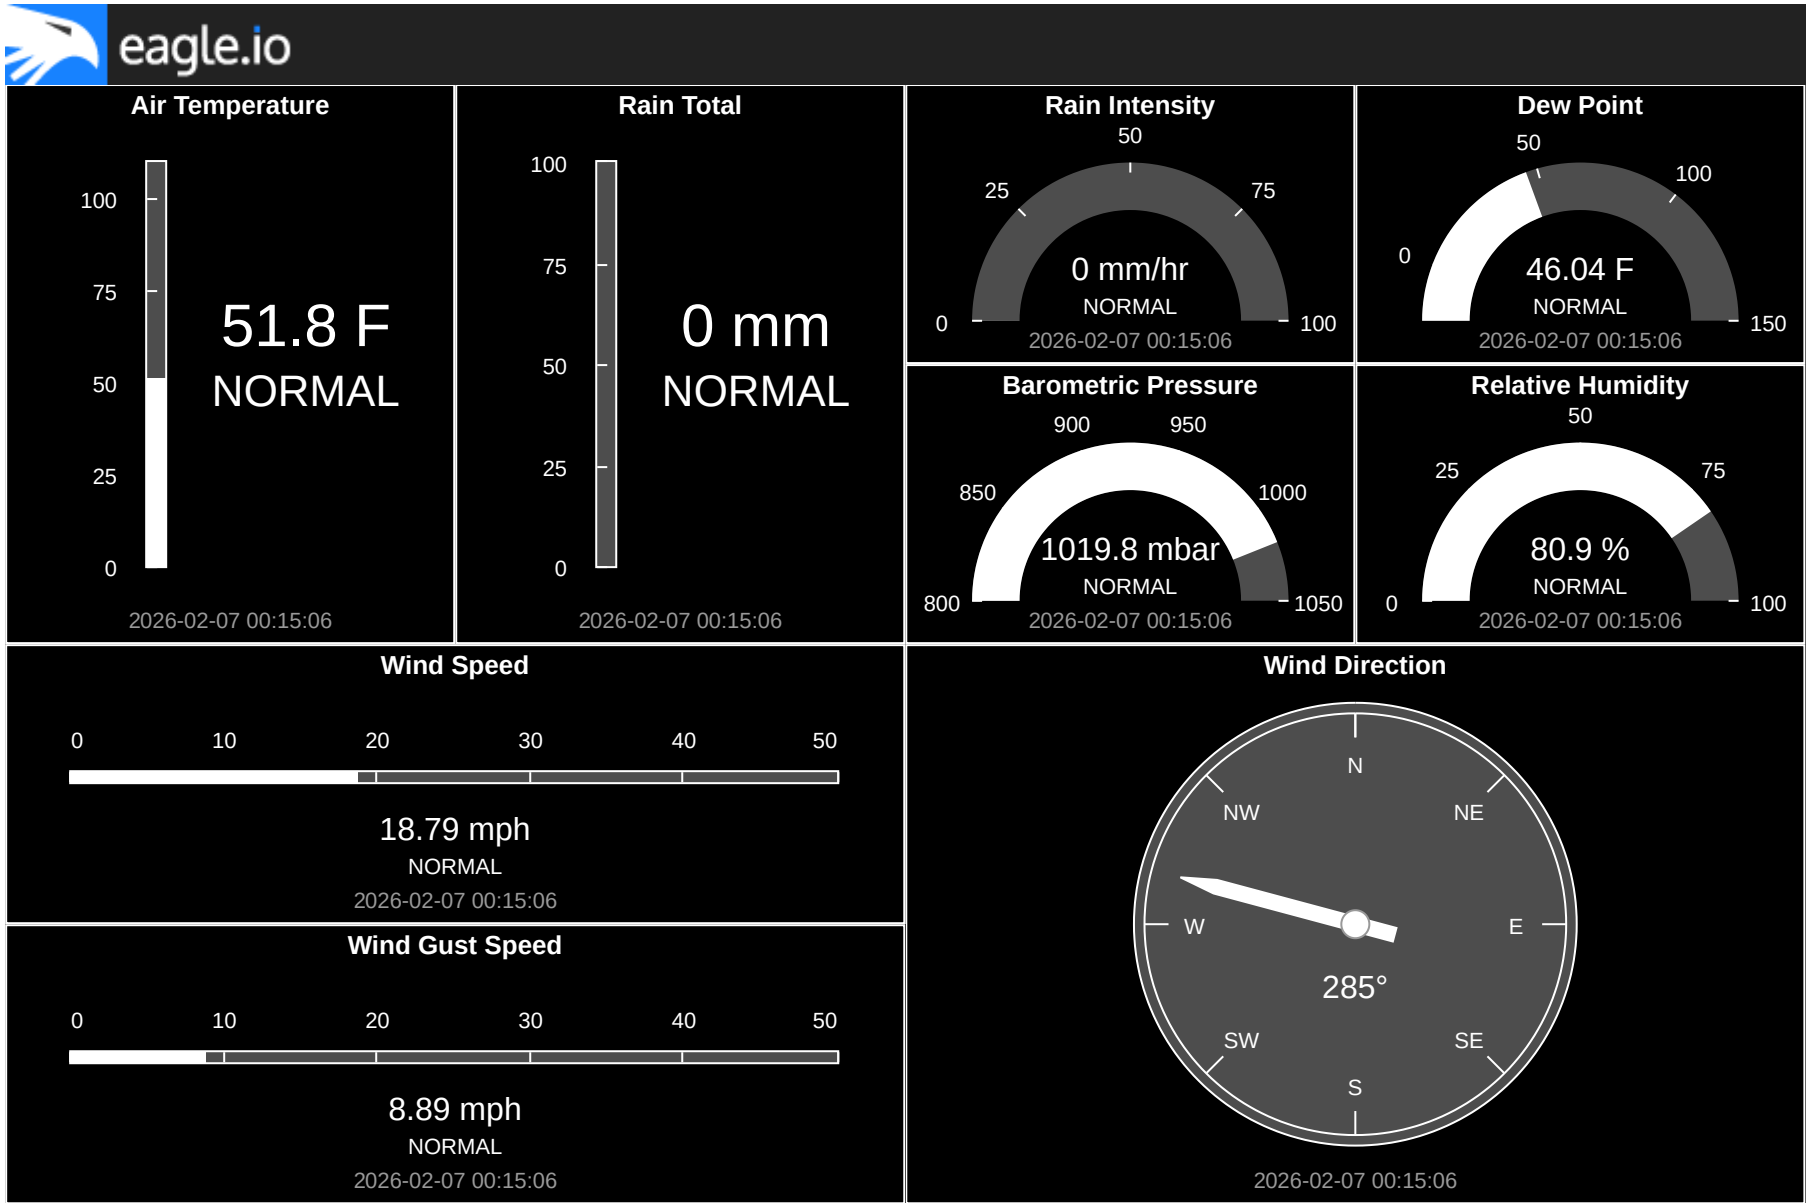 eagle.io
Air Temperature
100
75
50
25
0
51.8 F
NORMAL
2026-02-07 00:15:06
Rain Total
100
75
50
25
0
0 mm
NORMAL
2026-02-07 00:15:06
Rain Intensity
0
25
50
75
100
0 mm/hr
NORMAL
2026-02-07 00:15:06
Dew Point
0
50
100
150
46.04 F
NORMAL
2026-02-07 00:15:06
Barometric Pressure
800
850
900
950
1000
1050
1019.8 mbar
NORMAL
2026-02-07 00:15:06
Relative Humidity
0
25
50
75
100
80.9 %
NORMAL
2026-02-07 00:15:06
Wind Speed
0 10 20 30 40 50
18.79 mph
NORMAL
2026-02-07 00:15:06
Wind Gust Speed
0 10 20 30 40 50
8.89 mph
NORMAL
2026-02-07 00:15:06
Wind Direction
N
NW NE
W E
285°
SW SE
S
2026-02-07 00:15:06